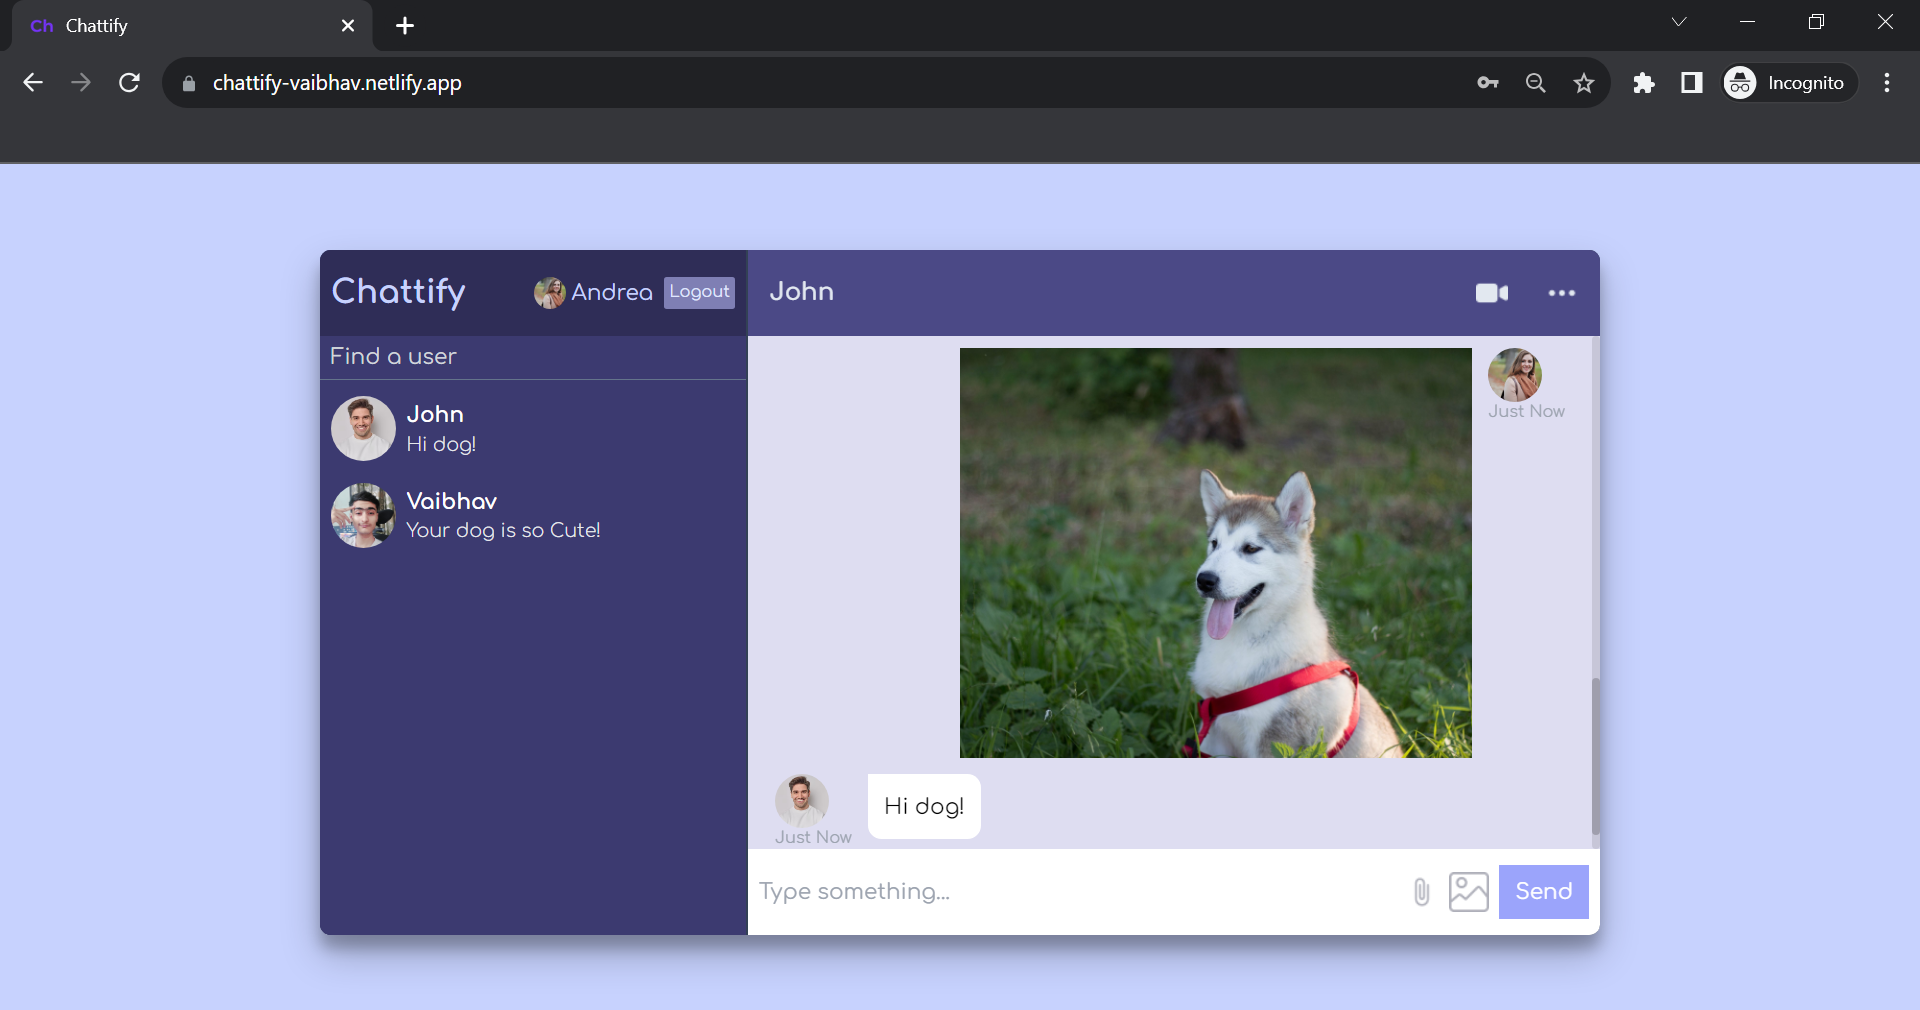 Ch Chattify
chattify-vaibhav.netlify.app
Incognito
Chattify
Andrea
Logout
John
Find a user
John
Hi dog!
Vaibhav
Your dog is so Cute!
Just Now
Hi dog!
Just Now
Type something...
Send